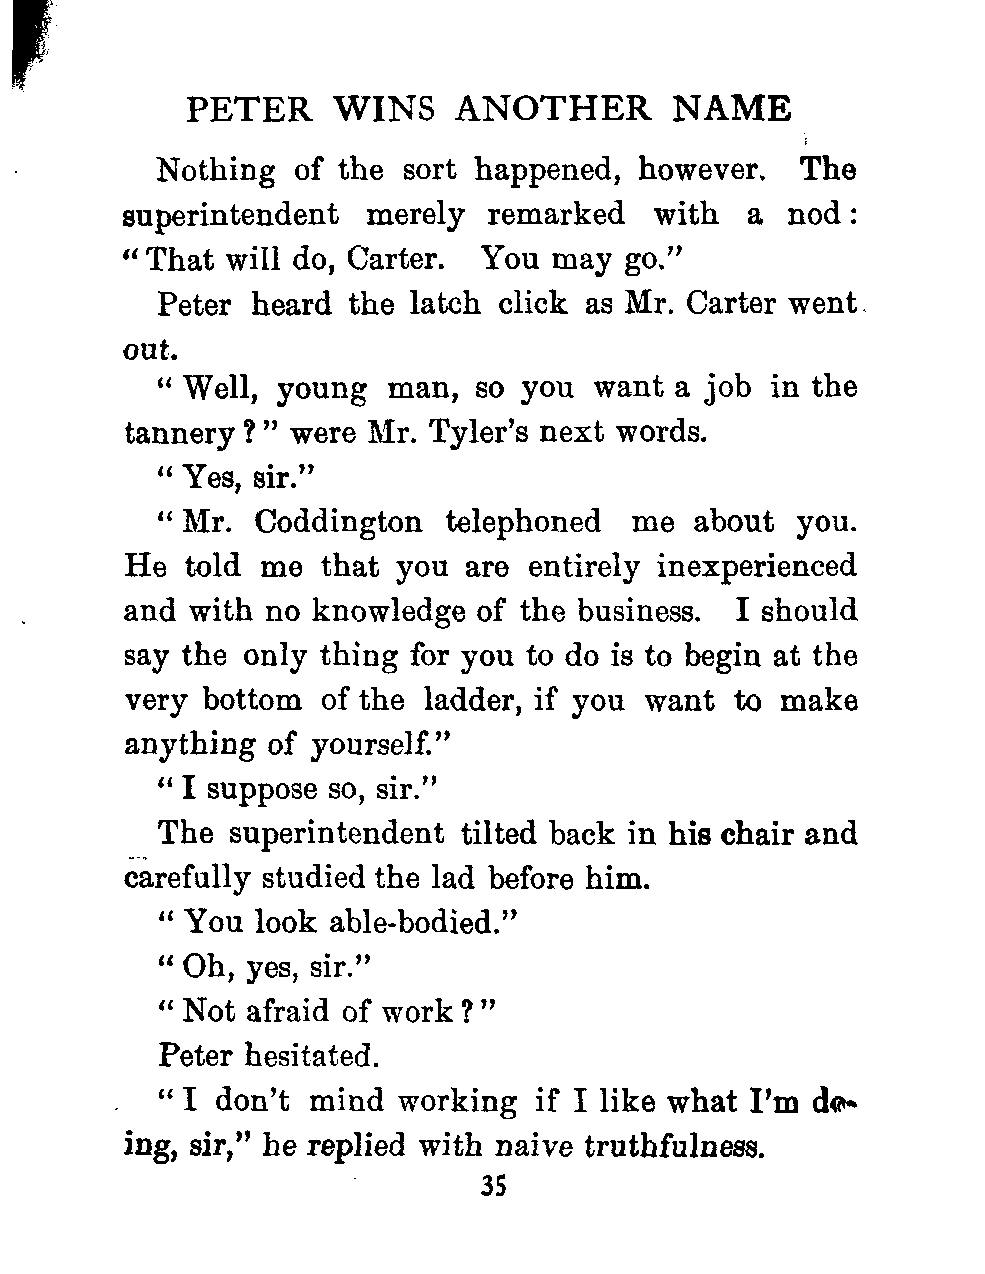 PETER WINS ANOTHER NAME
Nothing of the sort happened, however. The
superintendent merely remarked with a nod:
“That will do, Carter. You may go.”
Peter heard the latch click as Mr. Carter went
out.
“Well, young man, so you want a job in the
tannery?” were Mr. Tyler’s next words.
“Yes, sir.”
“Mr. Coddington telephoned me about you.
He told me that you are entirely inexperienced
and with no knowledge of the business. I should
say the only thing for you to do is to begin at the
very bottom of the ladder, if you want to make
anything of yourself.”
“I suppose so, sir.”
The superintendent tilted back in his chair and
carefully studied the lad before him.
“You look able-bodied.”
“Oh, yes, sir.”
“Not afraid of work?”
Peter hesitated.
“I don’t mind working if I like what I’m do-
ing, sir,” he replied with naive truthfulness.
35